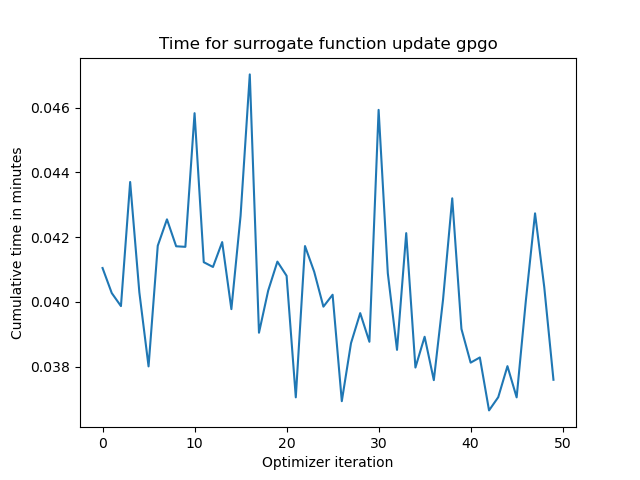 Time for surrogate function update gpgo
Cumulative time in minutes
0.046
0.044
0.042
0.040
0.038
0 10 20 30 40 50
Optimizer iteration